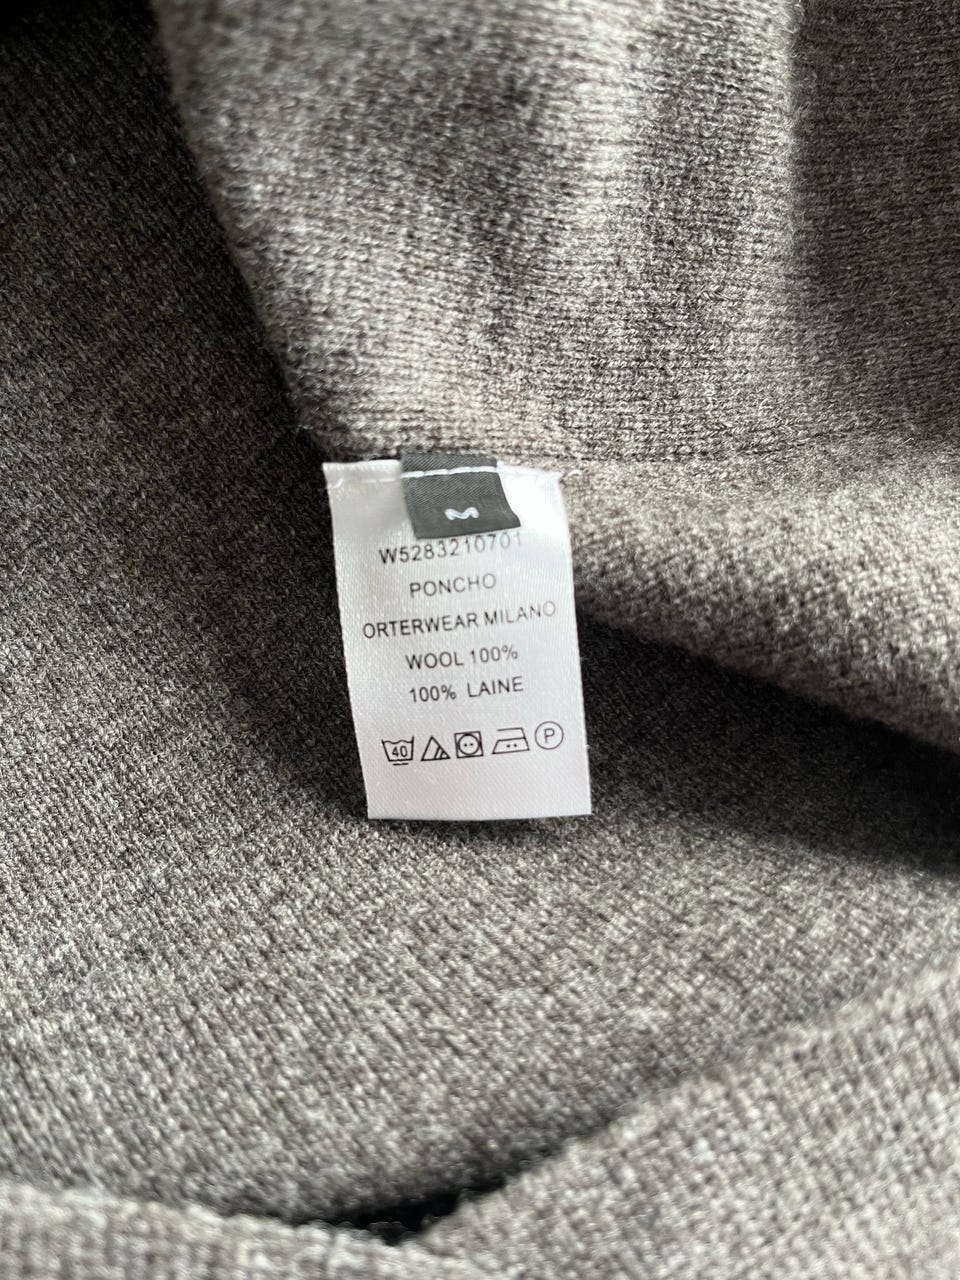 M
W5283210701
PONCHO
ORTERWEAR MILANO
WOOL 100%
100% LAINE
40 P